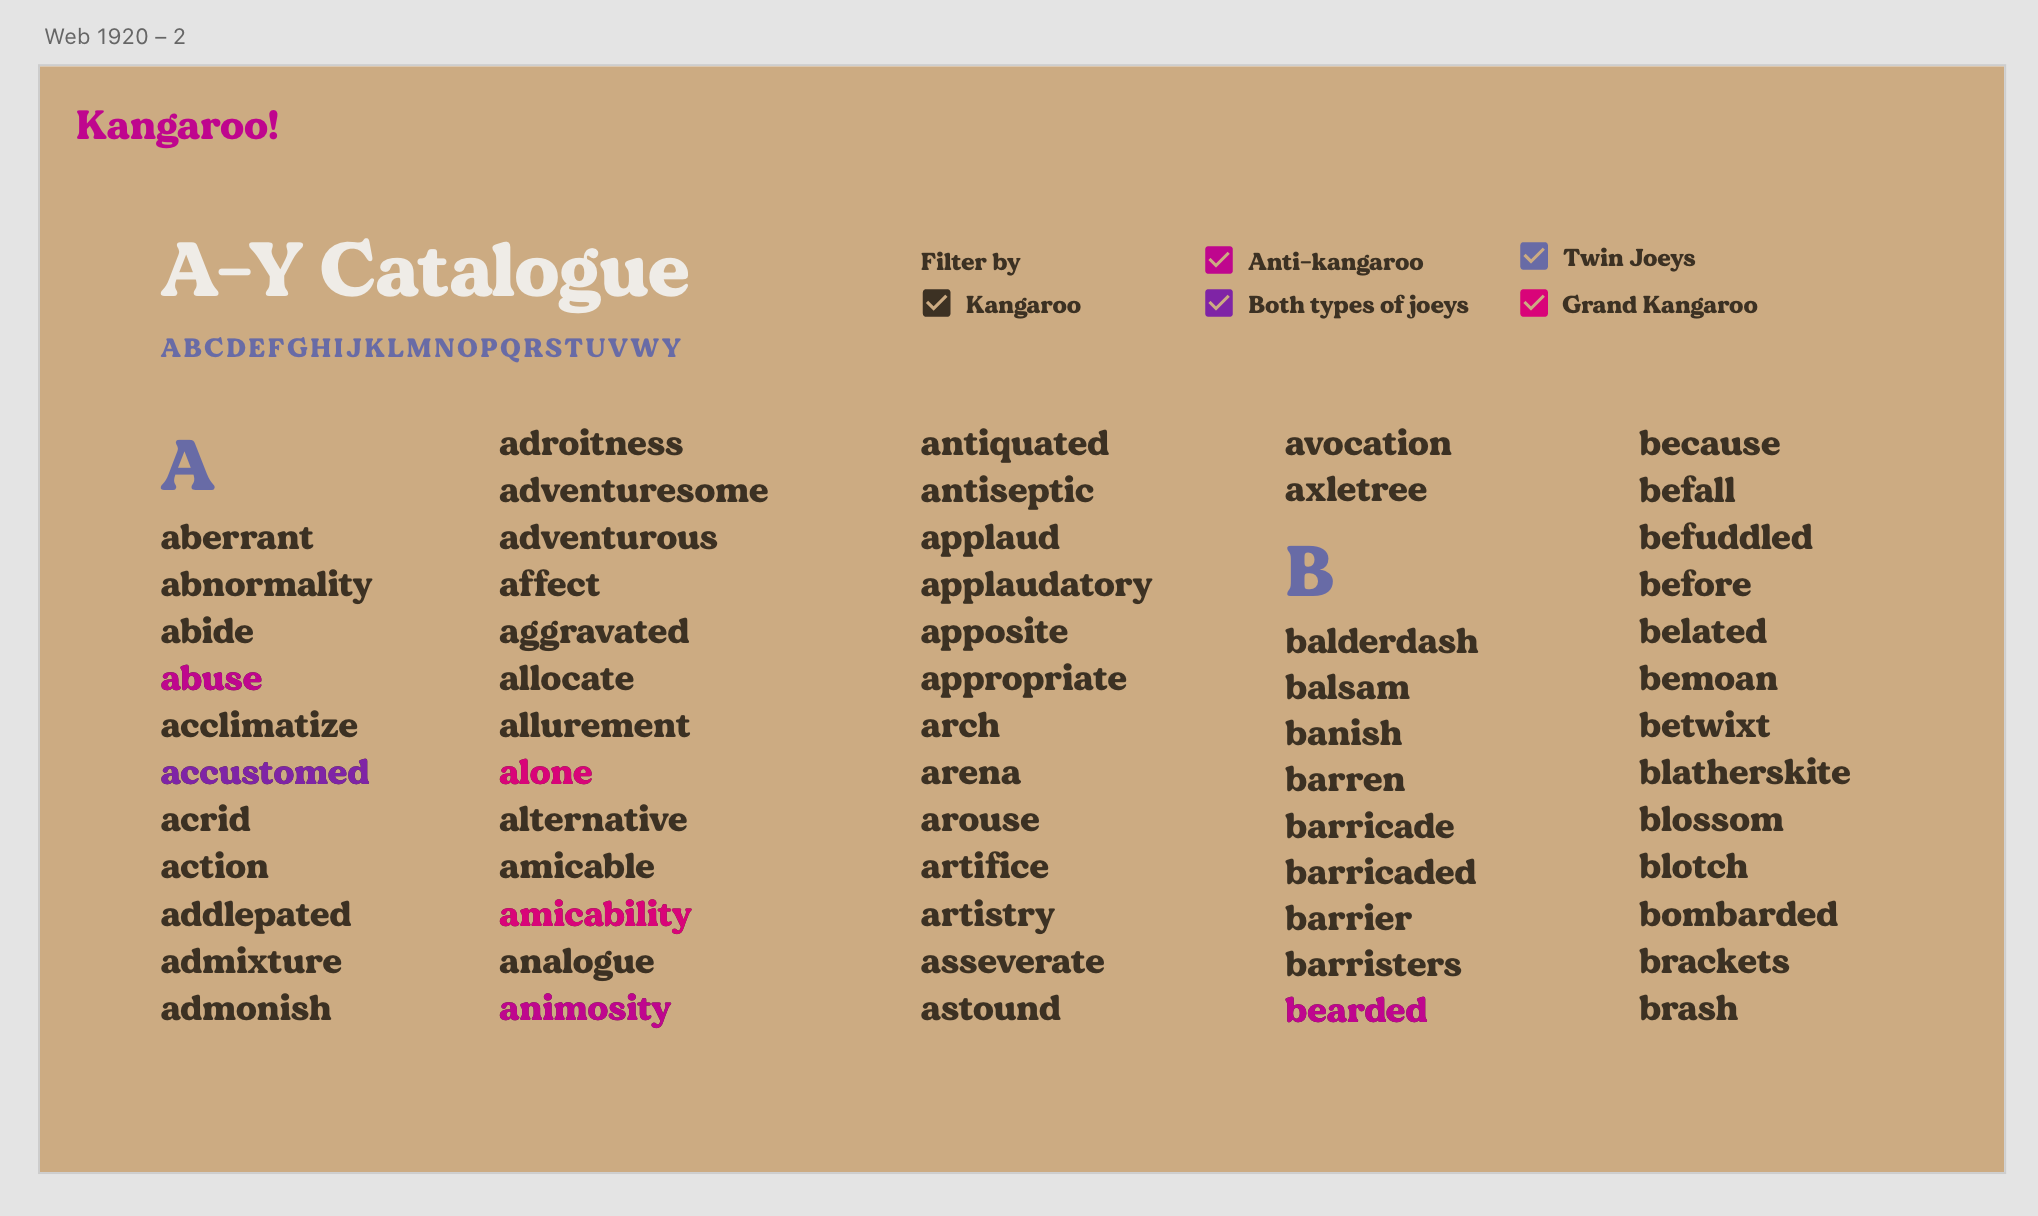 Web 1920 – 2
Kangaroo!
A–Y Catalogue
ABCDEFGHIJKLMNOPQRSTUVWY
Filter by
Kangaroo
Anti-kangaroo
Both types of joeys
Twin Joeys
Grand Kangaroo
A
aberrant
abnormality
abide
abuse
acclimatize
accustomed
acrid
action
addlepated
admixture
admonish
adroitness
adventuresome
adventurous
affect
aggravated
allocate
allurement
alone
alternative
amicable
amicability
analogue
animosity
antiquated
antiseptic
applaud
applaudatory
apposite
appropriate
arch
arena
arouse
artifice
artistry
asseverate
astound
avocation
axletree
B
balderdash
balsam
banish
barren
barricade
barricaded
barrier
barristers
bearded
because
befall
befuddled
before
belated
bemoan
betwixt
blatherskite
blossom
blotch
bombarded
brackets
brash